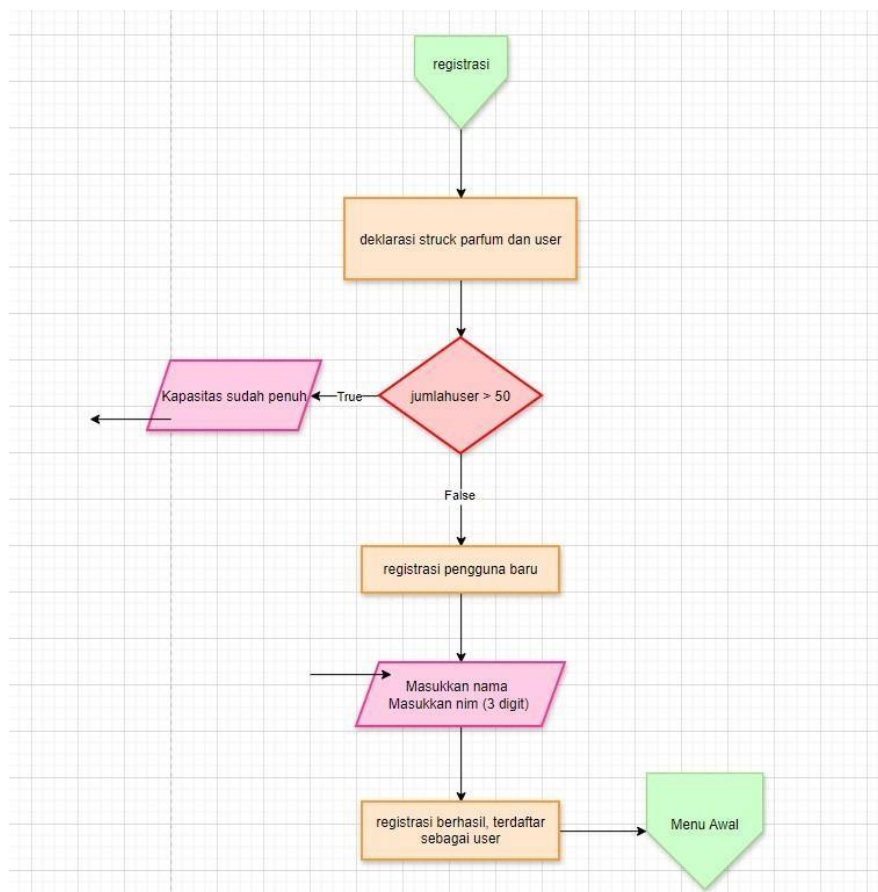 registrasi
deklarasi struck parfum dan user
Kapasitas sudah penuh
True
jumlahuser > 50
False
registrasi pengguna baru
Masukkan nama
Masukkan nim (3 digit)
registrasi berhasil, terdaftar
sebagai user
Menu Awal